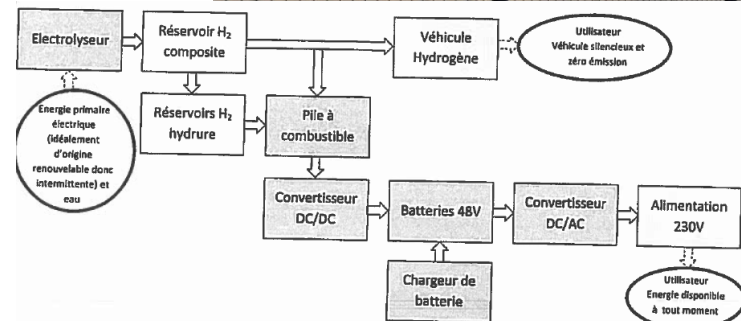 Electrolyseur
Réservoir H₂
composite
Véhicule
Hydrogène
Utilisateur
Véhicule silencieux et
zéro émission
Energie primaire
électrique
(idéalement
d'origine
renouvelable donc
intermittente) et
eau
Réservoirs H₂
hydrure
Pile à
combustible
Convertisseur
DC/DC
Batteries 48V
Convertisseur
DC/AC
Alimentation
230V
Chargeur de
batterie
Utilisateur
Energie disponible
à tout moment